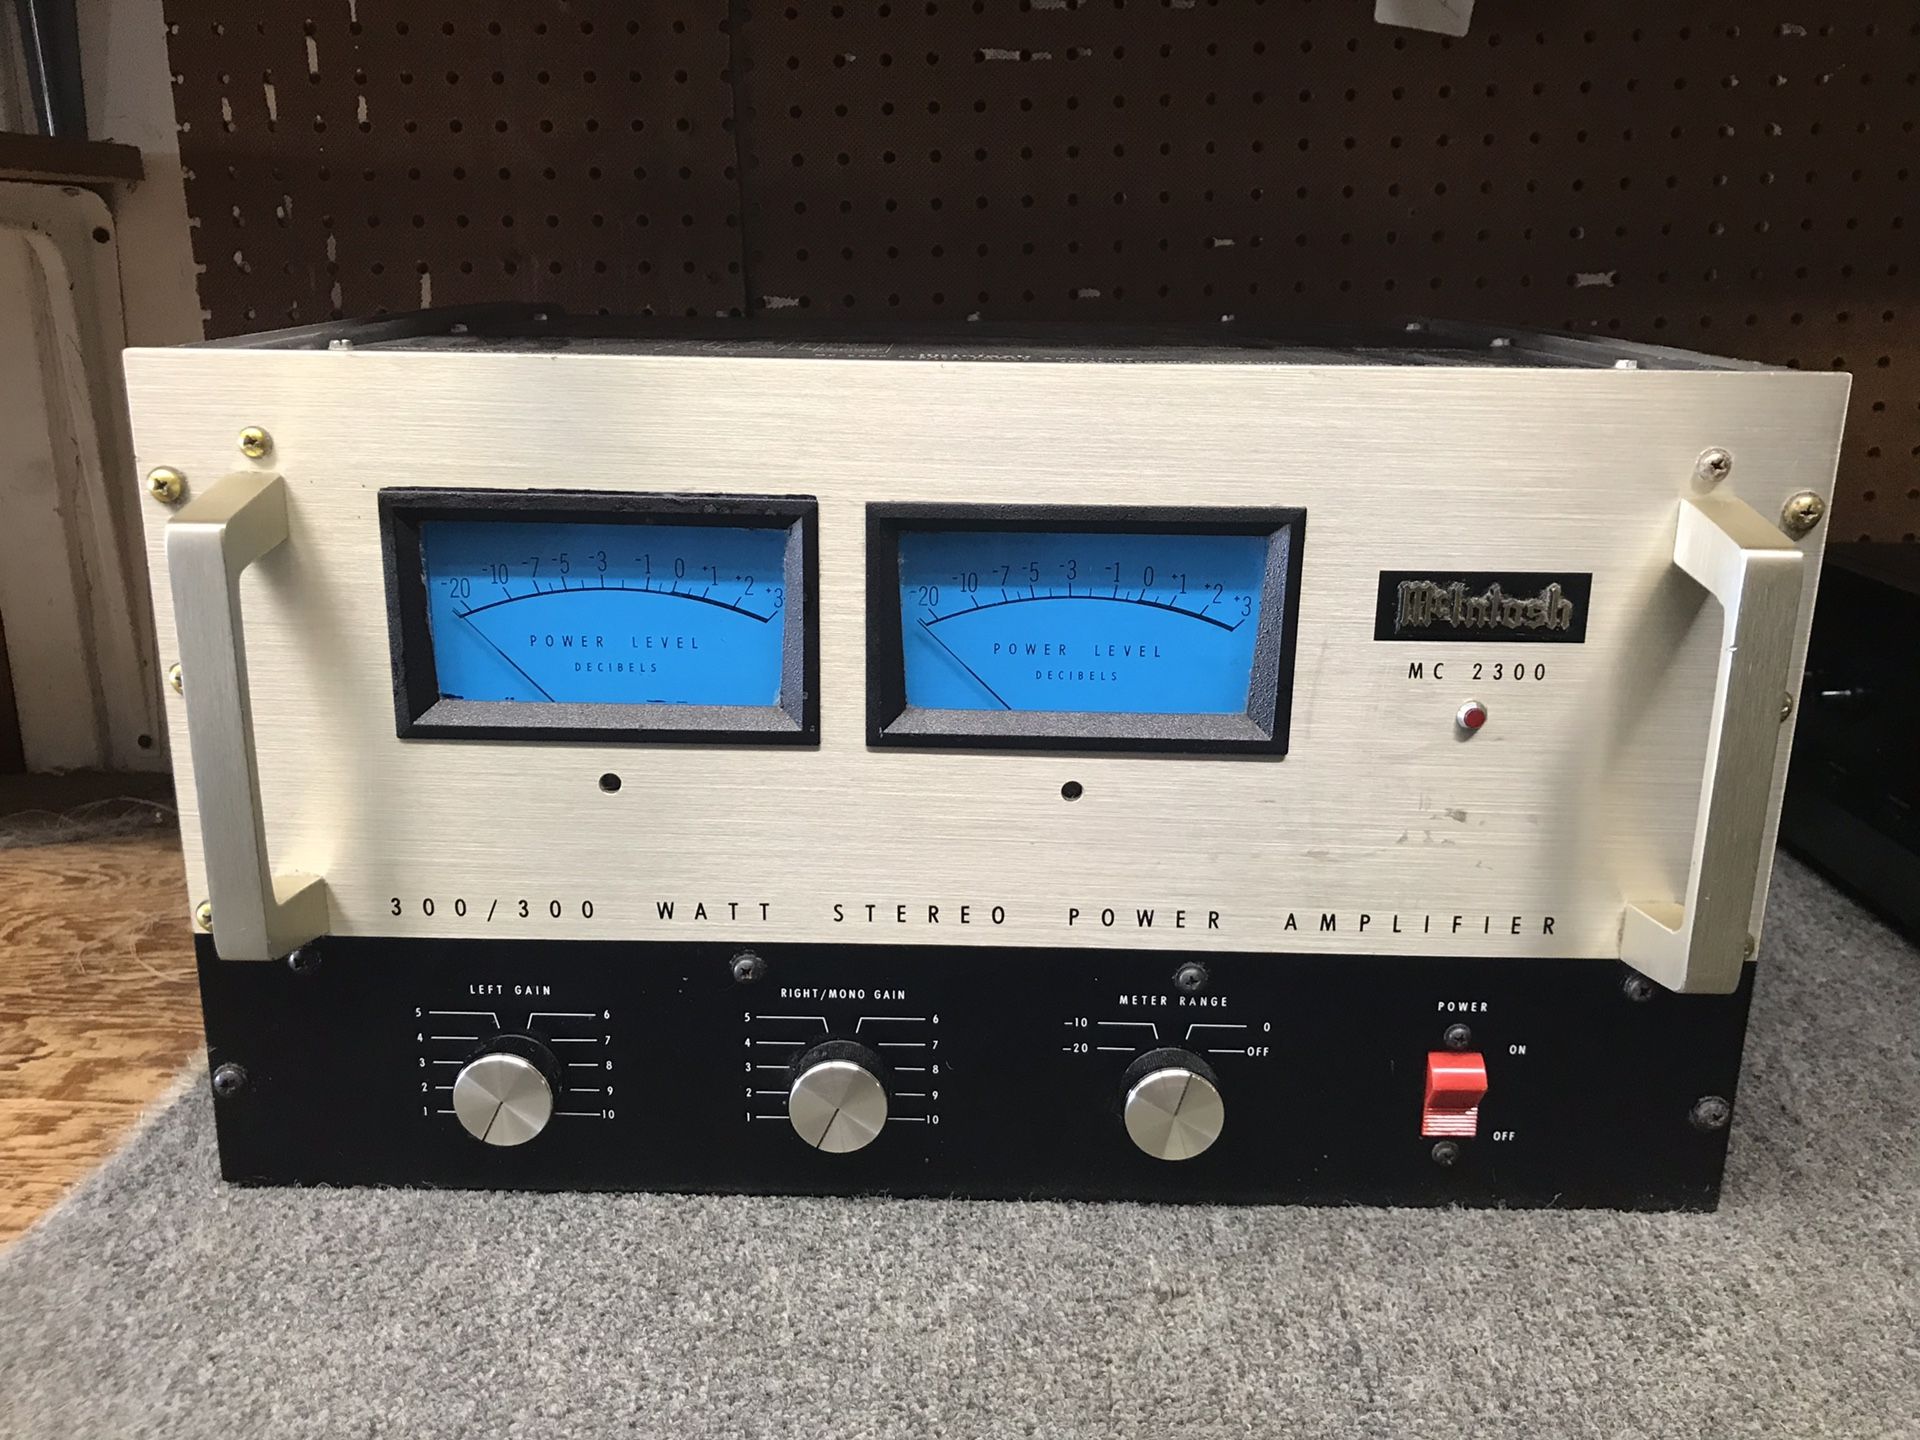 -20 -10 -7 -5 -3 -1 0 +1 +2 +3
POWER LEVEL
DECIBELS
-20 -10 -7 -5 -3 -1 0 +1 +2 +3
POWER LEVEL
DECIBELS
McIntosh
MC 2300
300/300 WATT STEREO POWER AMPLIFIER
LEFT GAIN
5 6
4 7
3 8
2 9
1 10
RIGHT/MONO GAIN
5 6
4 7
3 8
2 9
1 10
METER RANGE
-10 0
-20 OFF
POWER
ON
OFF